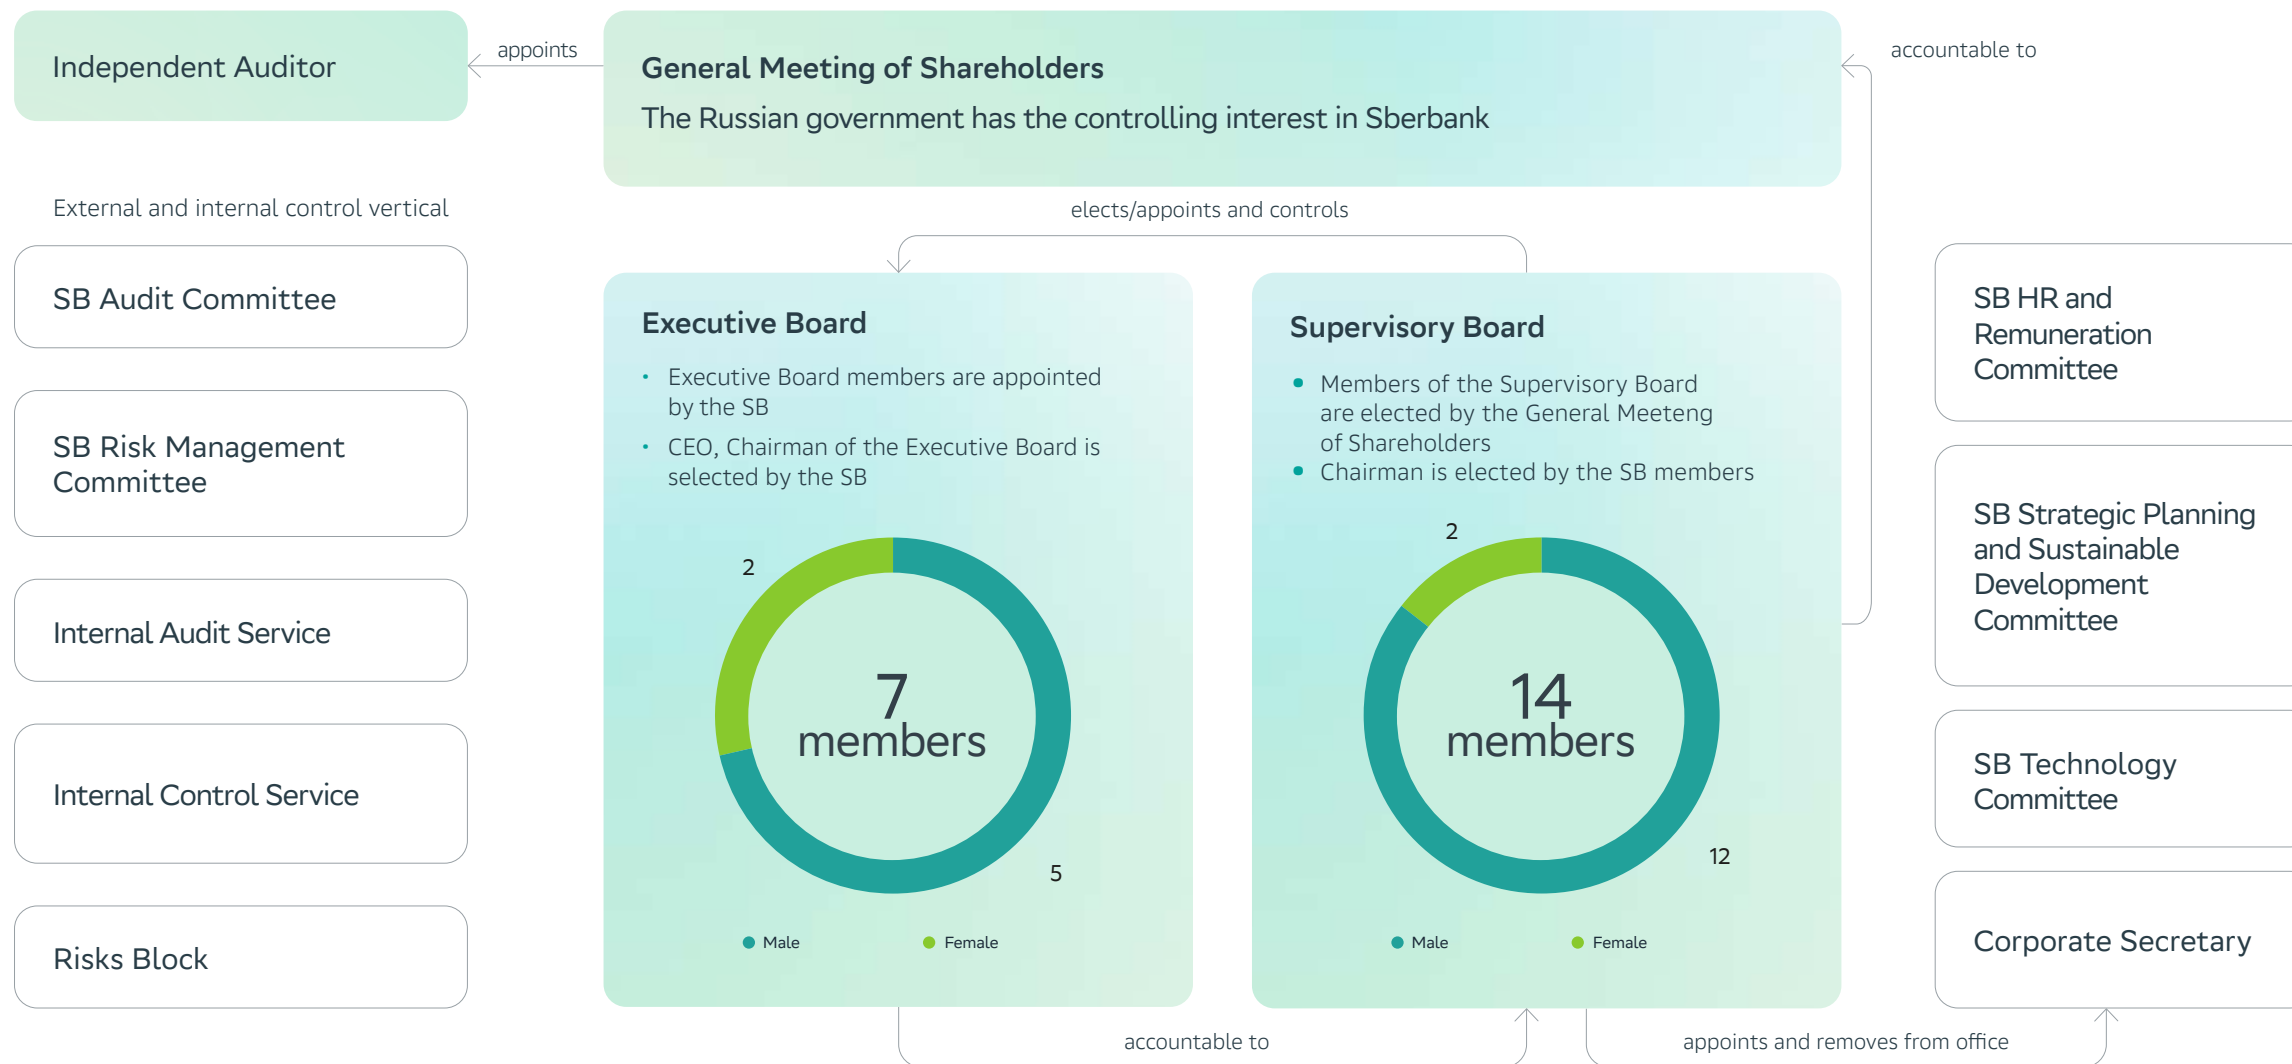 Independent Auditor
appoints
General Meeting of Shareholders
The Russian government has the controlling interest in Sberbank
accountable to
External and internal control vertical
SB Audit Committee
SB Risk Management
Committee
Internal Audit Service
Internal Control Service
Risks Block
elects/appoints and controls
Executive Board
• Executive Board members are appointed
by the SB
• CEO, Chairman of the Executive Board is
selected by the SB
2
7
members
5
Male
Female
Supervisory Board
• Members of the Supervisory Board
are elected by the General Meeteng
of Shareholders
• Chairman is elected by the SB members
2
14
members
12
Male
Female
SB HR and
Remuneration
Committee
SB Strategic Planning
and Sustainable
Development
Committee
SB Technology
Committee
Corporate Secretary
accountable to
appoints and removes from office